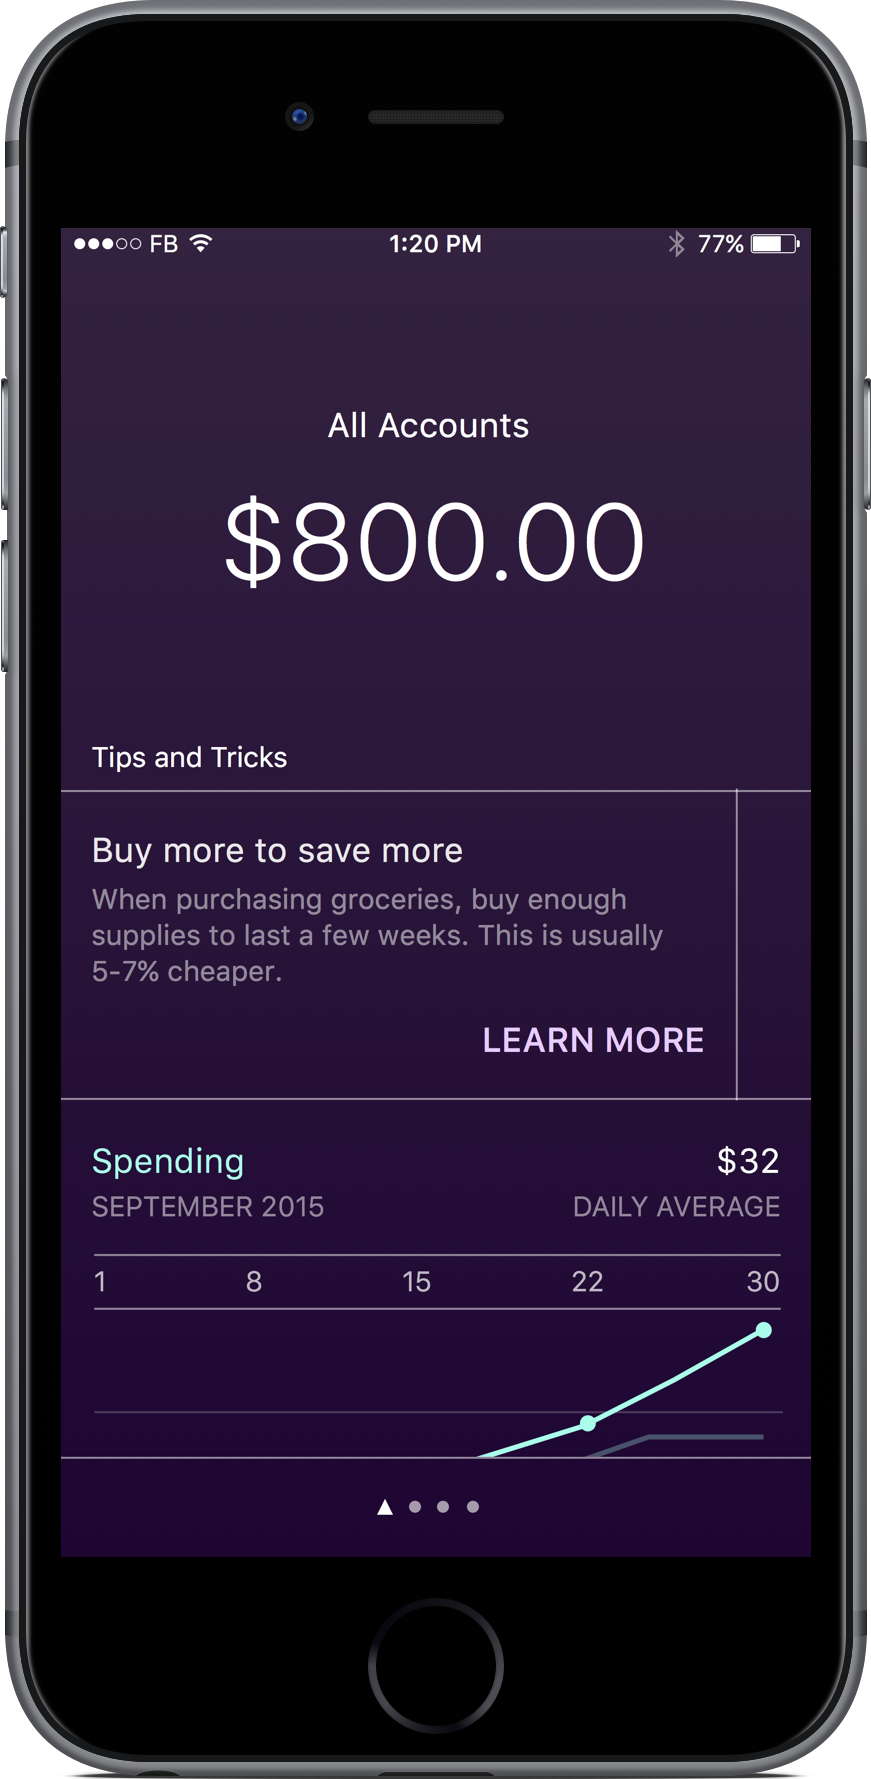 FB 1:20 PM 77%
All Accounts
$800.00
Tips and Tricks
Buy more to save more
When purchasing groceries, buy enough
supplies to last a few weeks. This is usually
5-7% cheaper.
LEARN MORE
Spending $32
SEPTEMBER 2015 DAILY AVERAGE
1 8 15 22 30